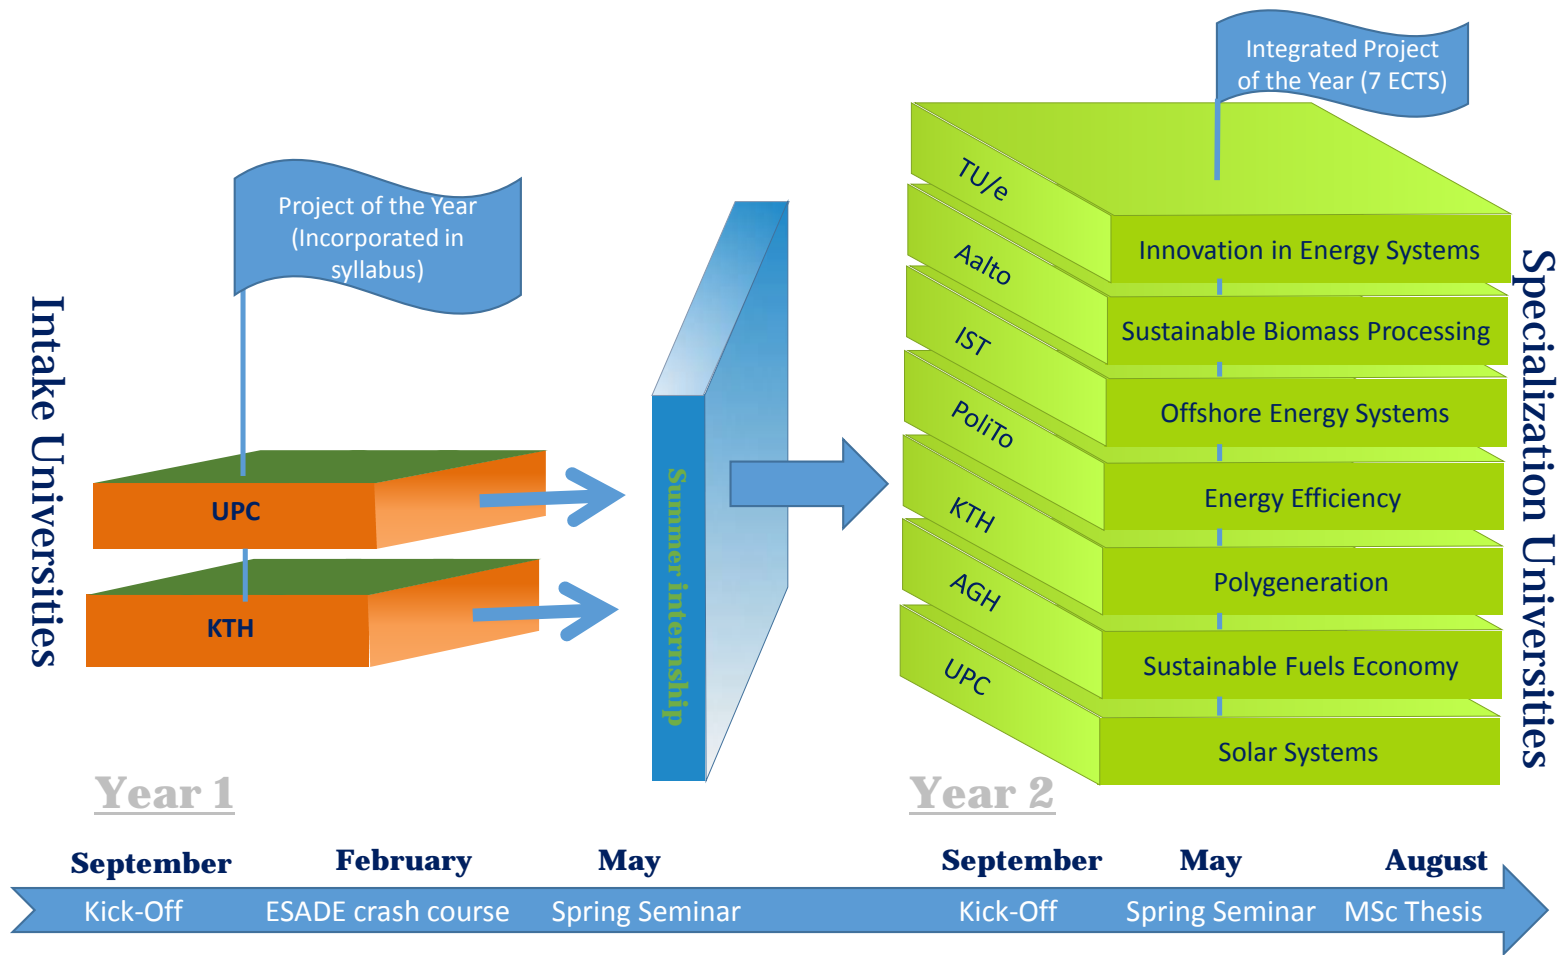 Integrated Project
of the Year (7 ECTS)
Project of the Year
(Incorporated in
syllabus)
Intake Universities
UPC
KTH
Summer internship
TU/e
Innovation in Energy Systems
Aalto
Sustainable Biomass Processing
IST
Offshore Energy Systems
PoliTo
Energy Efficiency
KTH
Polygeneration
AGH
Sustainable Fuels Economy
UPC
Solar Systems
Specialization Universities
Year 1
Year 2
September
February
May
September
May
August
Kick-Off
ESADE crash course
Spring Seminar
Kick-Off
Spring Seminar
MSc Thesis